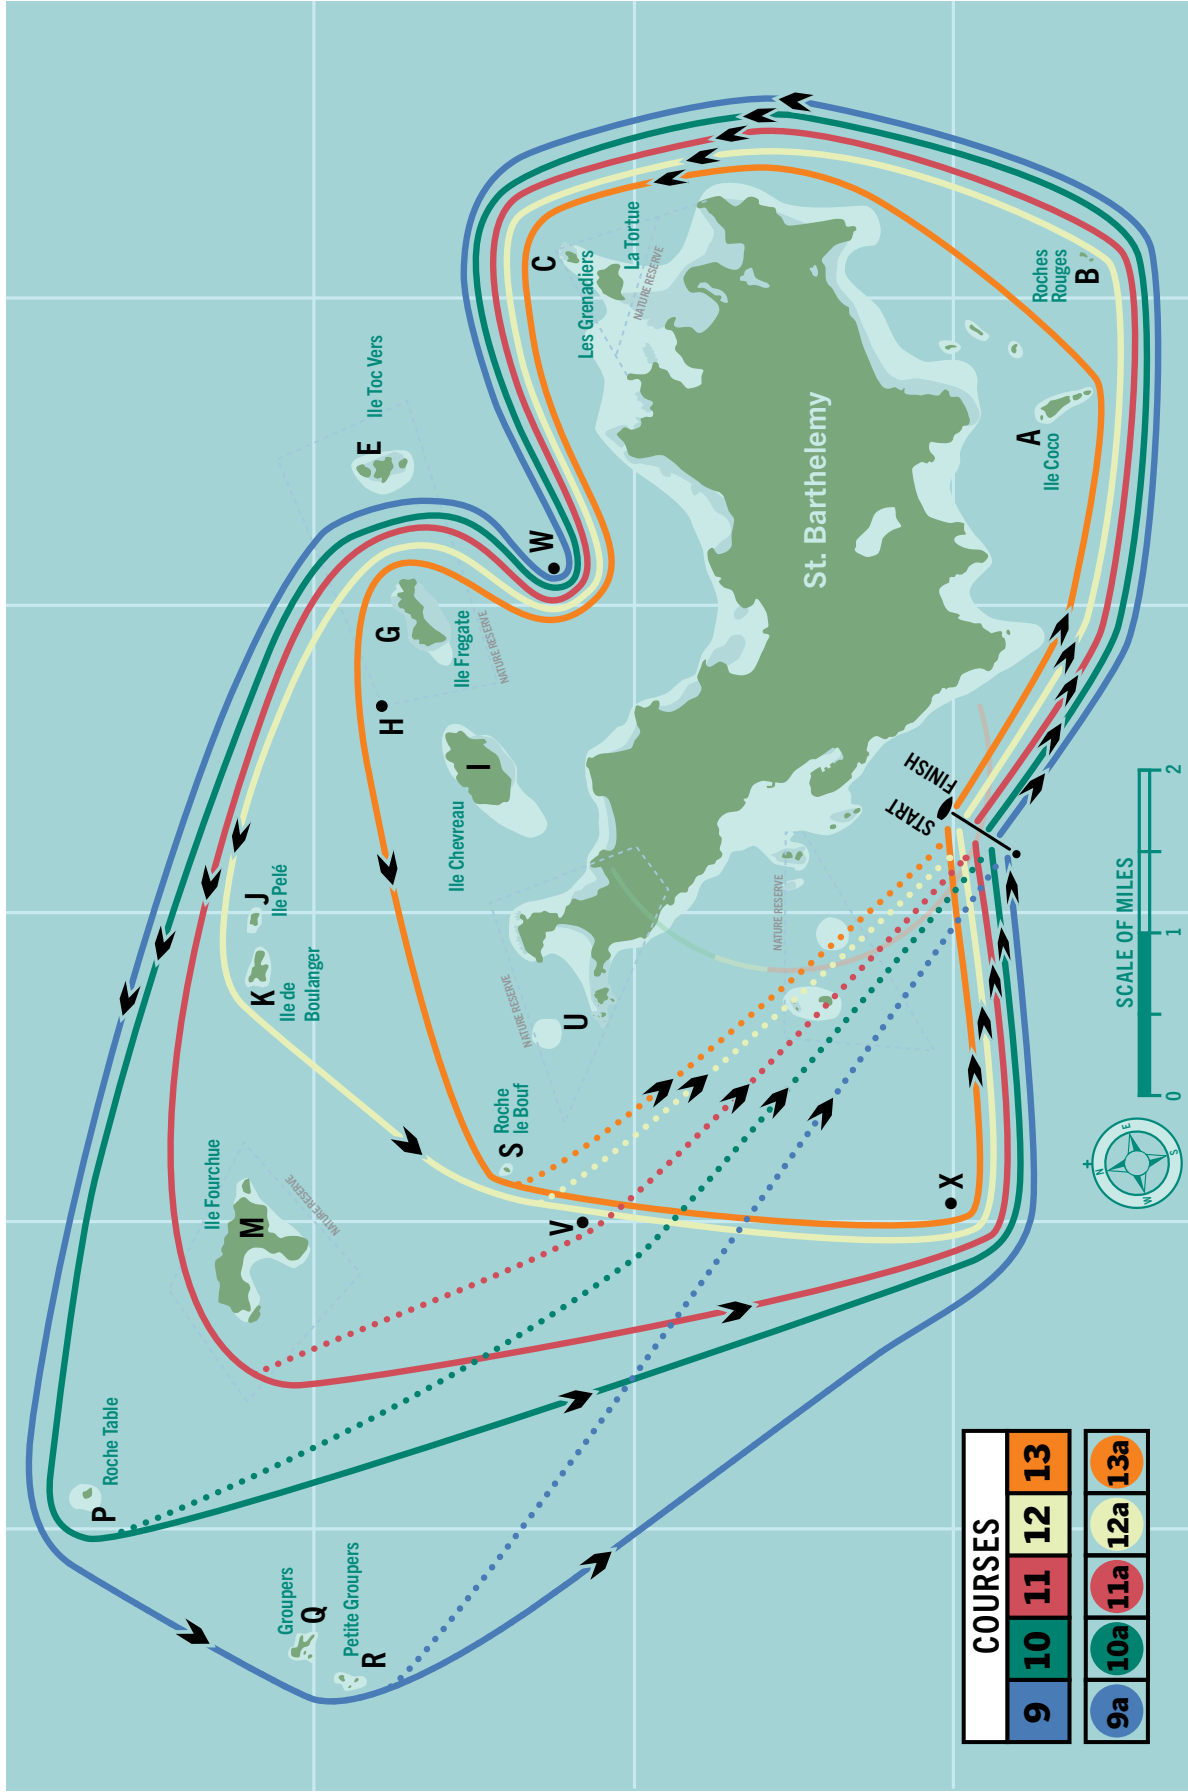 Roche Table
P
Groupers
Q
Petite Groupers
R
Ile Fourchue
M
NATURE RESERVE
K
Ile de
Boulanger
J
Ile Pelé
H
G
Ile Fregate
NATURE RESERVE
E
Ile Toc Vers
I
Ile Chevreau
W
C
Les Grenadiers
La Tortue
NATURE RESERVE
S
Roche
le Bouf
V
U
NATURE RESERVE
NATURE RESERVE
St. Barthelemy
X
START
FINISH
A
Ile Coco
Roches
Rouges
B
COURSES
9 10 11 12 13
9a 10a 11a 12a 13a
N
E
S
W
SCALE OF MILES
0 1 2